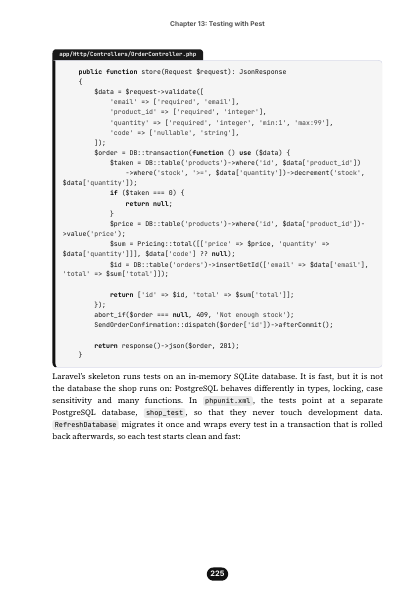 Chapter 13: Testing with Pest
app/Http/Controllers/OrderController.php
public function store(Request $request): JsonResponse
{
$data = $request->validate([
'email' => ['required', 'email'],
'product_id' => ['required', 'integer'],
'quantity' => ['required', 'integer', 'min:1', 'max:99'],
'code' => ['nullable', 'string'],
]);
$order = DB::transaction(function () use ($data) {
$taken = DB::table('products')->where('id', $data['product_id'])
->where('stock', '>=', $data['quantity'])->decrement('stock',
$data['quantity']);
if ($taken === 0) {
return null;
}
$price = DB::table('products')->where('id', $data['product_id'])-
>value('price');
$sum = Pricing::total([['price' => $price, 'quantity' =>
$data['quantity']]], $data['code'] ?? null);
$id = DB::table('orders')->insertGetId(['email' => $data['email'],
'total' => $sum['total']]);
return ['id' => $id, 'total' => $sum['total']];
});
abort_if($order === null, 409, 'Not enough stock');
SendOrderConfirmation::dispatch($order['id'])->afterCommit();
return response()->json($order, 201);
}
Laravel's skeleton runs tests on an in-memory SQLite database. It is fast, but it is not
the database the shop runs on: PostgreSQL behaves differently in types, locking, case
sensitivity and many functions. In phpunit.xml, the tests point at a separate
PostgreSQL database, shop_test, so that they never touch development data.
RefreshDatabase migrates it once and wraps every test in a transaction that is rolled
back afterwards, so each test starts clean and fast:
225